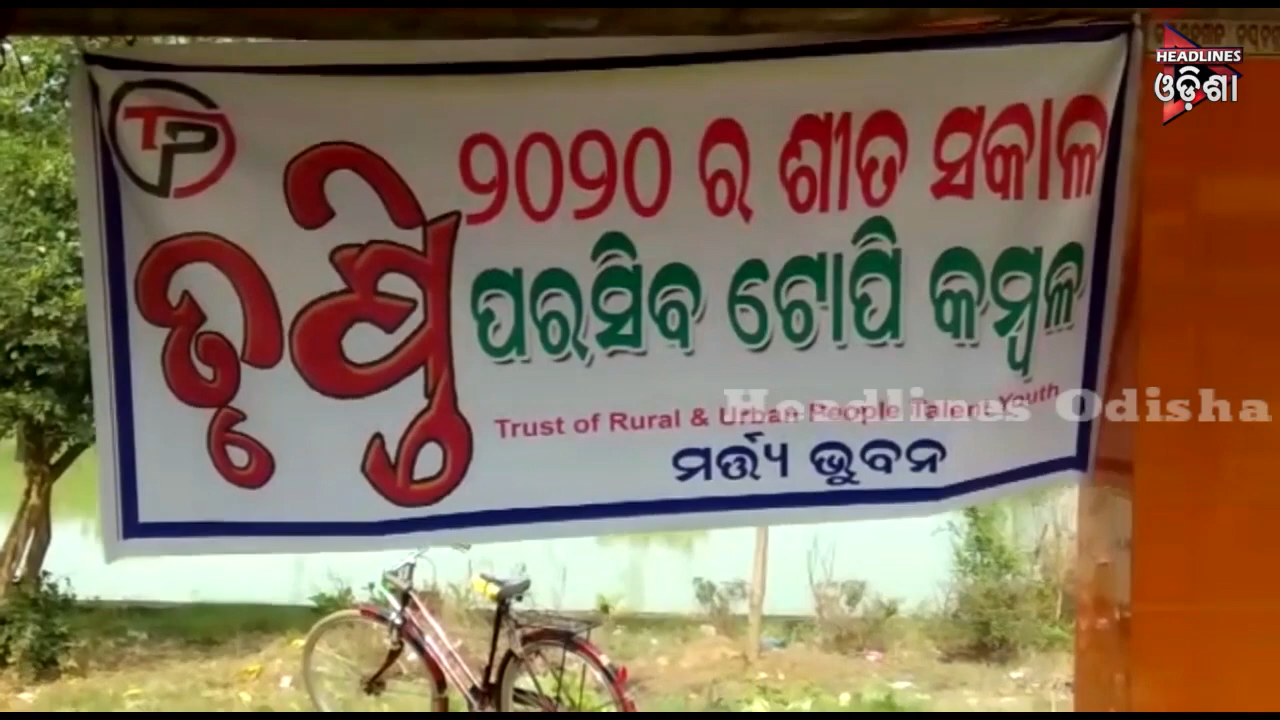 HEADLINES
ଓଡ଼ିଶା
TP
ତୃପ୍ତି
୨୦୨୦ ର ଶୀତ ସକାଳ
ପରସିବ ଟୋପି କମ୍ବଳ
Trust of Rural & Urban People Talent Youth
Headlines Odisha
ମର୍ତ୍ତ୍ୟ ଭୁବନ